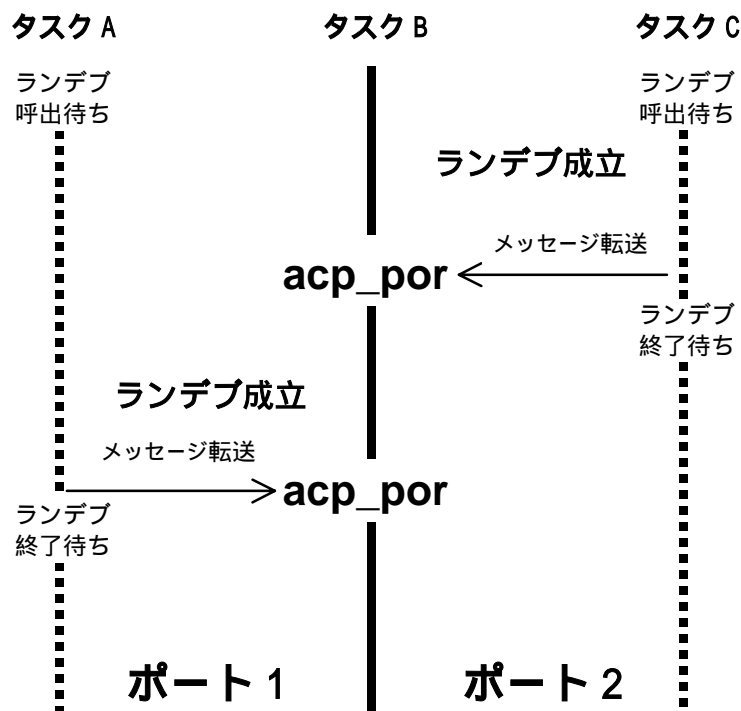 タスク A
タスク B
タスク C
ランデブ
呼出待ち
ランデブ
呼出待ち
ランデブ成立
メッセージ転送
acp_por
ランデブ
終了待ち
ランデブ成立
メッセージ転送
acp_por
ランデブ
終了待ち
ポート 1
ポート 2